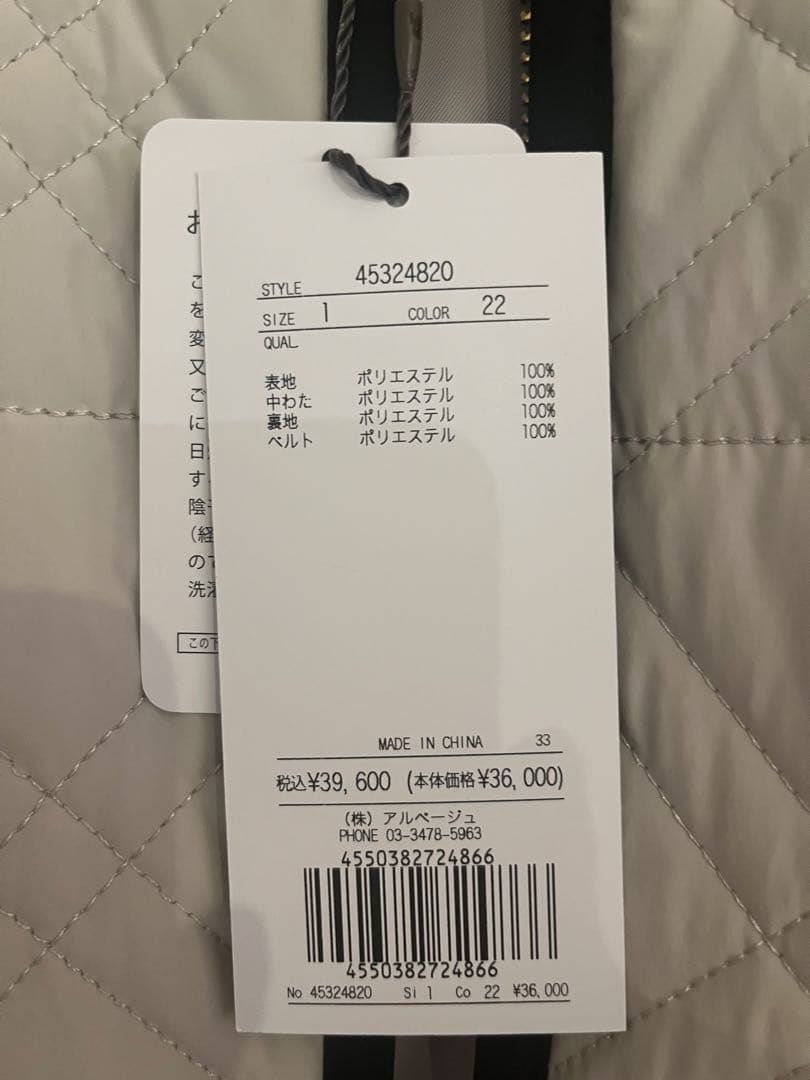 STYLE 45324820
SIZE 1 COLOR 22
QUAL
表地 ポリエステル 100%
中わた ポリエステル 100%
裏地 ポリエステル 100%
ベルト ポリエステル 100%
MADE IN CHINA 33
税込¥39,600 (本体価格¥36,000)
(株) アルページュ
PHONE 03-3478-5963
4550382724866
4550382724866
No 45324820 Si 1 Co 22 ¥36,000
お
こ
を
変
又
ご
に
日
す
陰
(経
ので
洗濯
この下